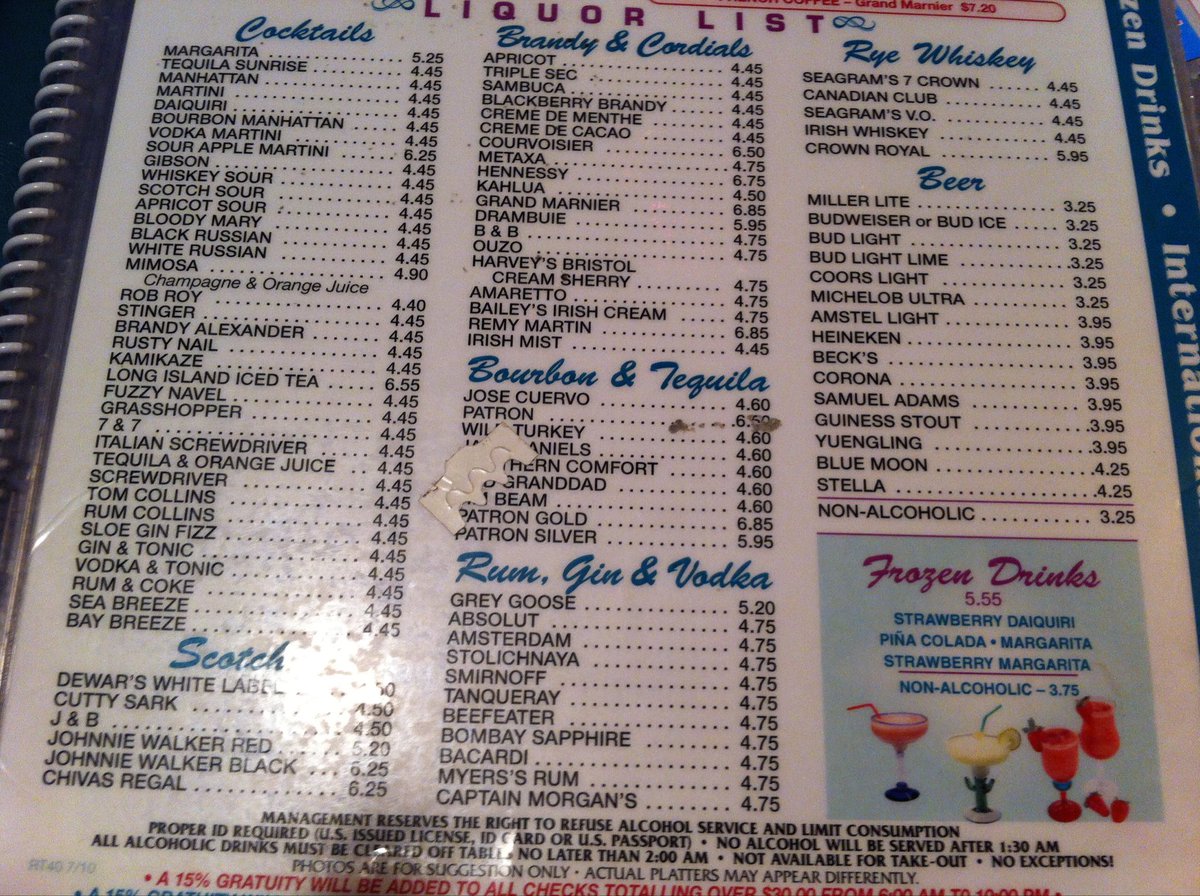 FRENCH COFFEE – Grand Marnier $7.20
LIQUOR LIST
Cocktails
MARGARITA 5.25
TEQUILA SUNRISE 4.45
MANHATTAN 4.45
MARTINI 4.45
DAIQUIRI 4.45
BOURBON MANHATTAN 4.45
VODKA MARTINI 4.45
SOUR APPLE MARTINI 6.25
GIBSON 4.45
WHISKEY SOUR 4.45
SCOTCH SOUR 4.45
APRICOT SOUR 4.45
BLOODY MARY 4.45
BLACK RUSSIAN 4.45
WHITE RUSSIAN 4.45
MIMOSA 4.90
Champagne & Orange Juice
ROB ROY 4.40
STINGER 4.45
BRANDY ALEXANDER 4.45
RUSTY NAIL 4.45
KAMIKAZE 4.45
LONG ISLAND ICED TEA 6.55
FUZZY NAVEL 4.45
GRASSHOPPER 4.45
7 & 7 4.45
ITALIAN SCREWDRIVER 4.45
TEQUILA & ORANGE JUICE 4.45
SCREWDRIVER 4.45
TOM COLLINS 4.45
RUM COLLINS 4.45
SLOE GIN FIZZ 4.45
GIN & TONIC 4.45
VODKA & TONIC 4.45
RUM & COKE 4.45
SEA BREEZE 4.45
BAY BREEZE 4.45
Scotch
DEWAR'S WHITE LABEL
CUTTY SARK 4.50
J & B 4.50
JOHNNIE WALKER RED 5.20
JOHNNIE WALKER BLACK 6.25
CHIVAS REGAL 6.25
Brandy & Cordials
APRICOT 4.45
TRIPLE SEC 4.45
SAMBUCA 4.45
BLACKBERRY BRANDY 4.45
CREME DE MENTHE 4.45
CREME DE CACAO 4.45
COURVOISIER 6.50
METAXA 4.75
HENNESSY 6.75
KAHLUA 4.50
GRAND MARNIER 6.85
DRAMBUIE 5.95
B & B 4.75
OUZO 4.75
HARVEY'S BRISTOL
CREAM SHERRY 4.75
AMARETTO 4.75
BAILEY'S IRISH CREAM 4.75
REMY MARTIN 6.85
IRISH MIST 4.45
Bourbon & Tequila
JOSE CUERVO 4.60
PATRON 6.50
WILD TURKEY 4.60
DANIELS 4.60
THERN COMFORT 4.60
GRANDDAD 4.60
BEAM 4.60
PATRON GOLD 6.85
PATRON SILVER 5.95
Rum, Gin & Vodka
GREY GOOSE 5.20
ABSOLUT 4.75
AMSTERDAM 4.75
STOLICHNAYA 4.75
SMIRNOFF 4.75
TANQUERAY 4.75
BEEFEATER 4.75
BOMBAY SAPPHIRE 4.75
BACARDI 4.75
MYERS'S RUM 4.75
CAPTAIN MORGAN'S 4.75
Rye Whiskey
SEAGRAM'S 7 CROWN 4.45
CANADIAN CLUB 4.45
SEAGRAM'S V.O. 4.45
IRISH WHISKEY 4.45
CROWN ROYAL 5.95
Beer
MILLER LITE 3.25
BUDWEISER or BUD ICE 3.25
BUD LIGHT 3.25
BUD LIGHT LIME 3.25
COORS LIGHT 3.25
MICHELOB ULTRA 3.25
AMSTEL LIGHT 3.95
HEINEKEN 3.95
BECK'S 3.95
CORONA 3.95
SAMUEL ADAMS 3.95
GUINESS STOUT 3.95
YUENGLING 3.95
BLUE MOON 4.25
STELLA 4.25
NON-ALCOHOLIC 3.25
Frozen Drinks
5.55
STRAWBERRY DAIQUIRI
PIÑA COLADA • MARGARITA
STRAWBERRY MARGARITA
NON-ALCOHOLIC – 3.75
zen Drinks • International
MANAGEMENT RESERVES THE RIGHT TO REFUSE ALCOHOL SERVICE AND LIMIT CONSUMPTION
PROPER ID REQUIRED (U.S. ISSUED LICENSE, ID CARD OR U.S. PASSPORT) • NO ALCOHOL WILL BE SERVED AFTER 1:30 AM
ALL ALCOHOLIC DRINKS MUST BE CLEARED OFF TABLE NO LATER THAN 2:00 AM • NOT AVAILABLE FOR TAKE-OUT • NO EXCEPTIONS!
RT40 7/10
PHOTOS ARE FOR SUGGESTION ONLY • ACTUAL PLATTERS MAY APPEAR DIFFERENTLY.
• A 15% GRATUITY WILL BE ADDED TO ALL CHECKS TOTALLING OVER $30.00 FROM 6:00 AM TO 10:00 PM •